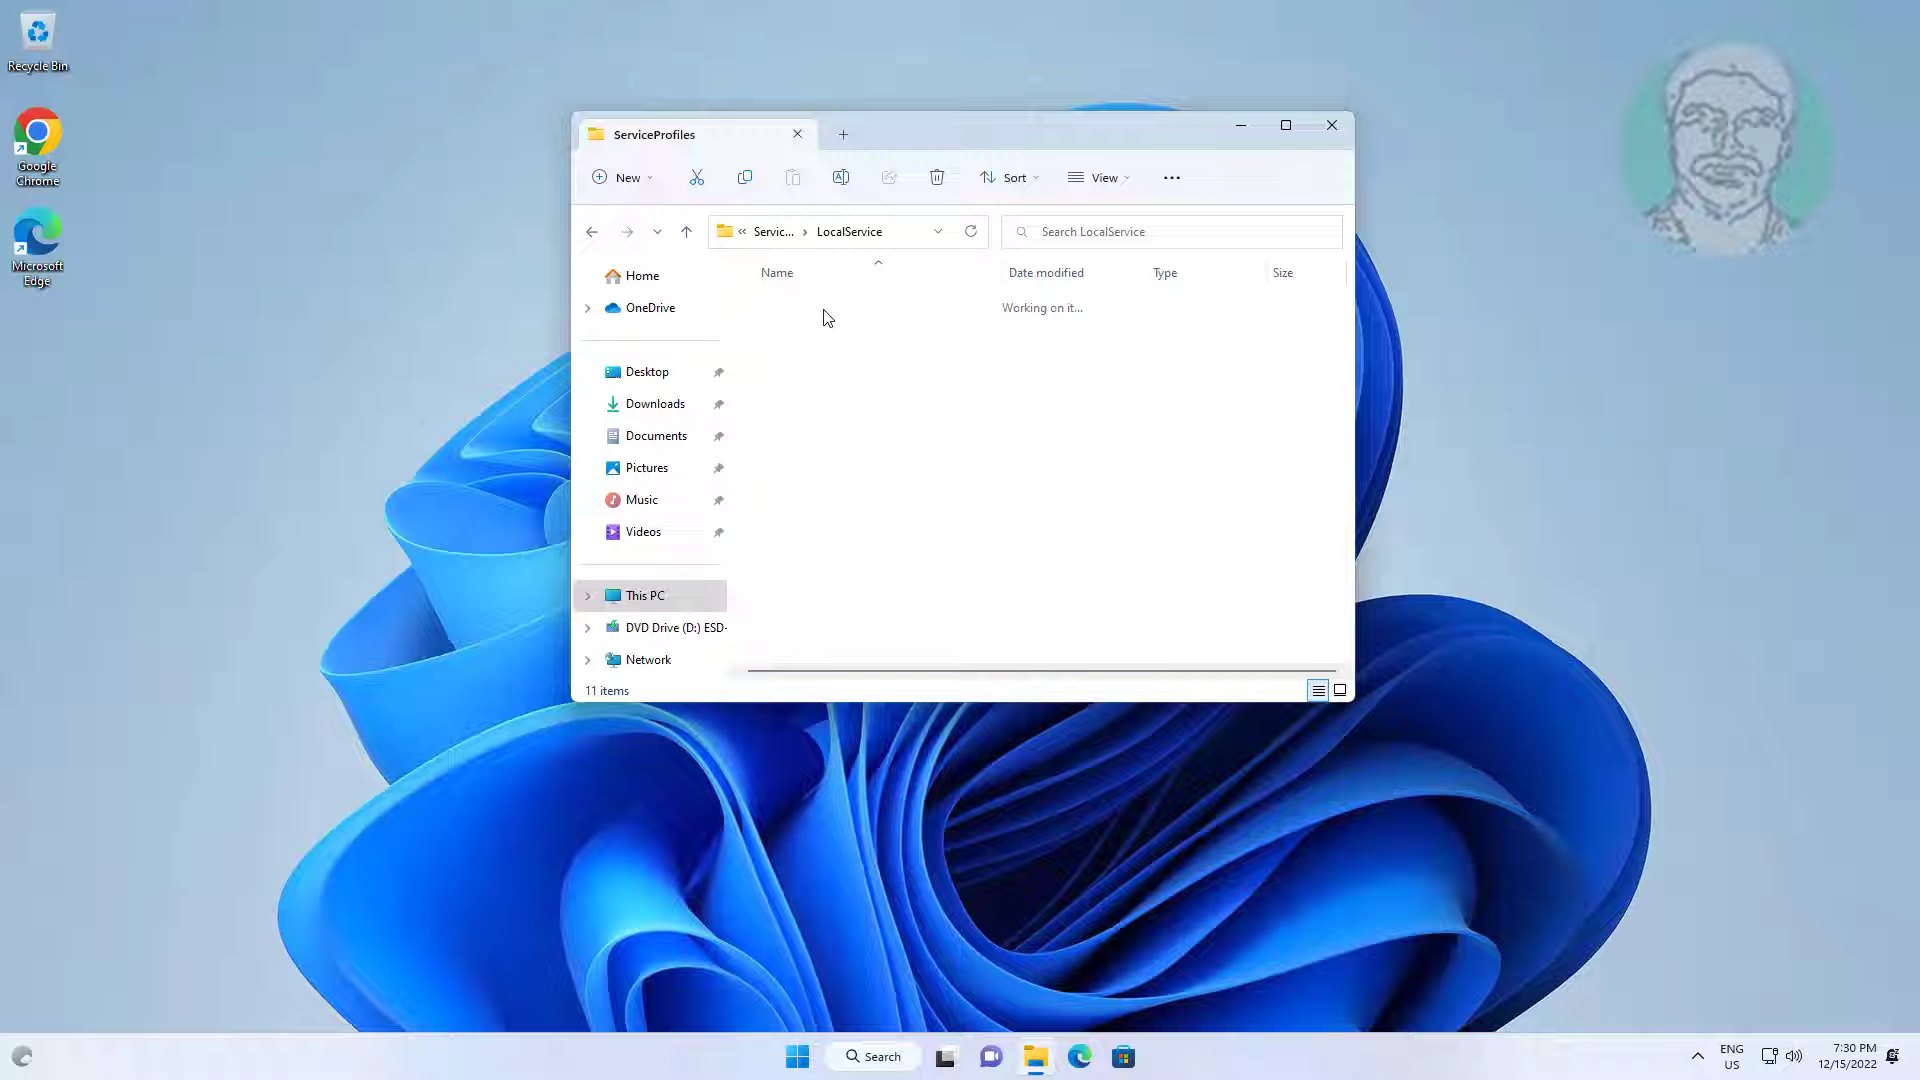 Recycle Bin
Google
Chrome
Microsoft
Edge
ServiceProfiles
New
Sort
View
Servic...
LocalService
Search LocalService
Name
Date modified
Type
Size
Working on it...
Home
OneDrive
Desktop
Downloads
Documents
Pictures
Music
Videos
This PC
DVD Drive (D:) ESD-
Network
11 items
Search
ENG
US
7:30 PM
12/15/2022